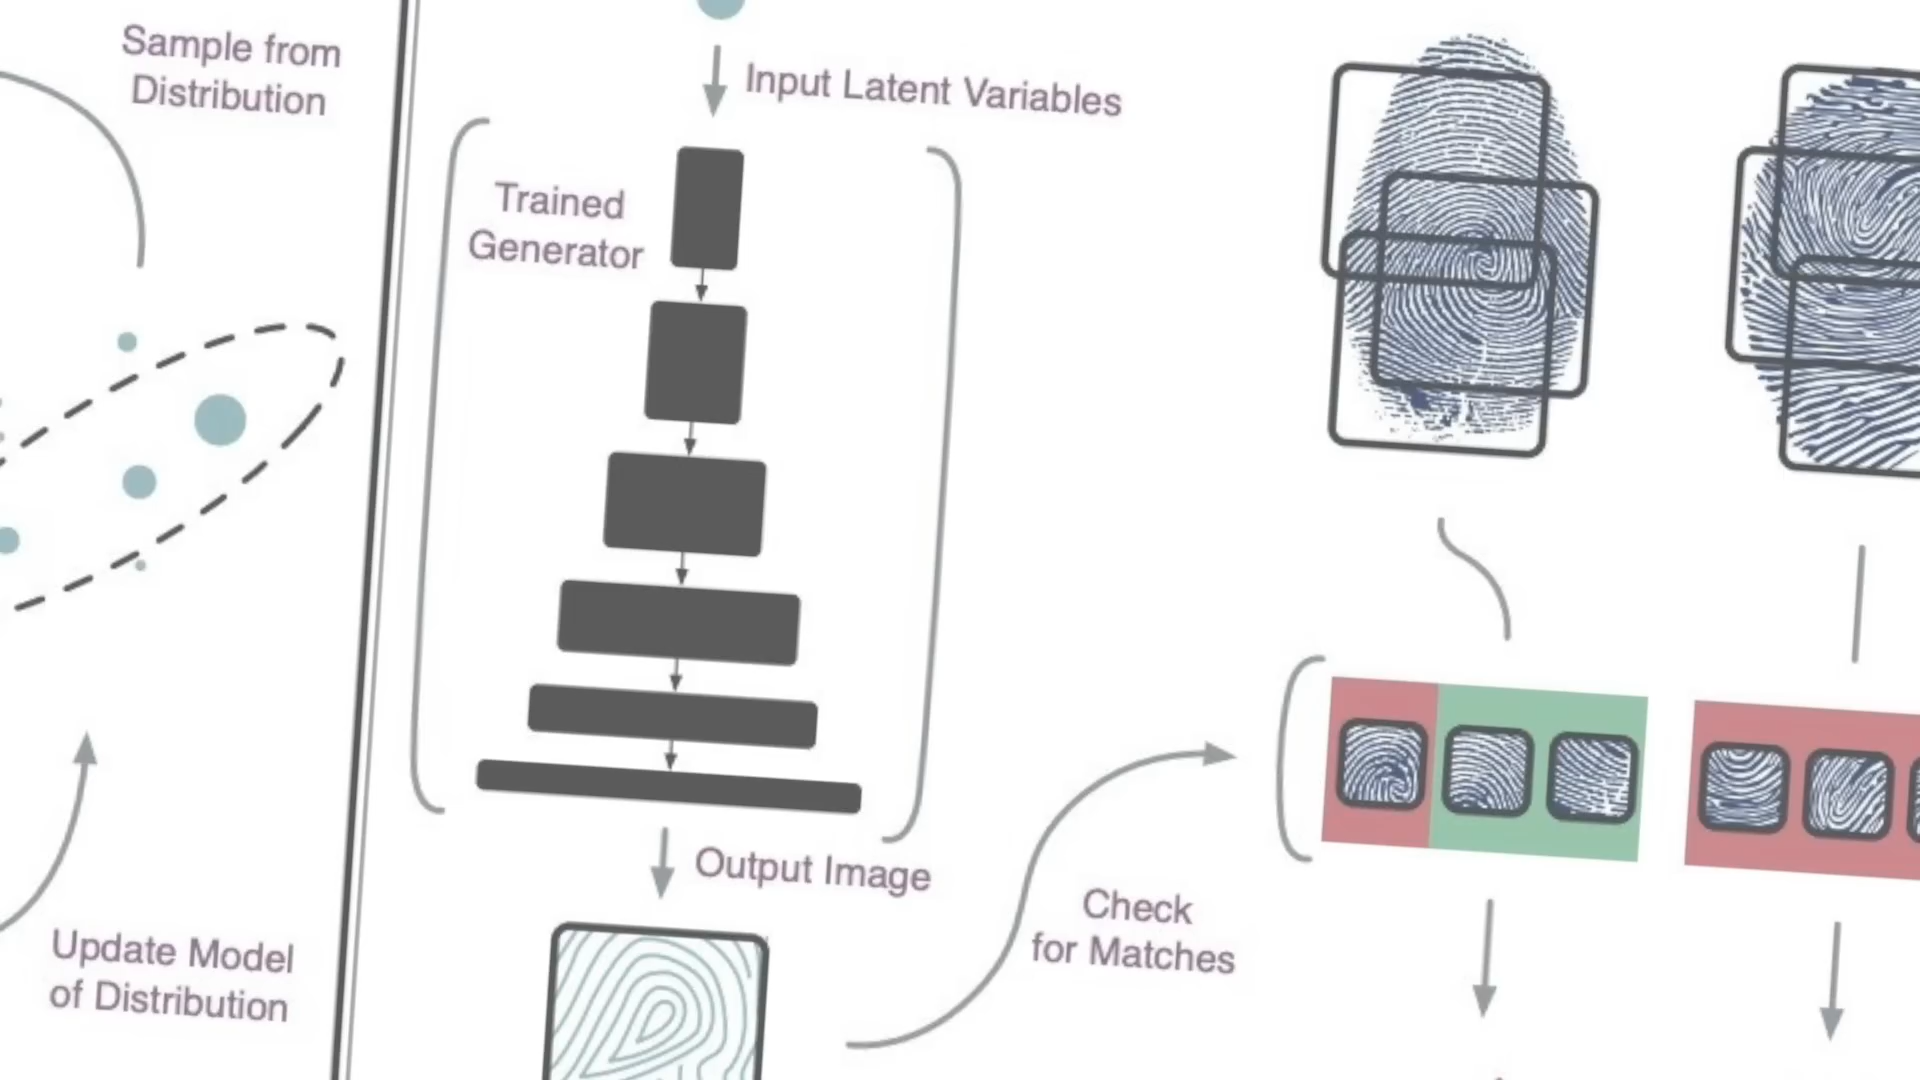 Sample from
Distribution
Input Latent Variables
Trained
Generator
Output Image
Check
for Matches
Update Model
of Distribution